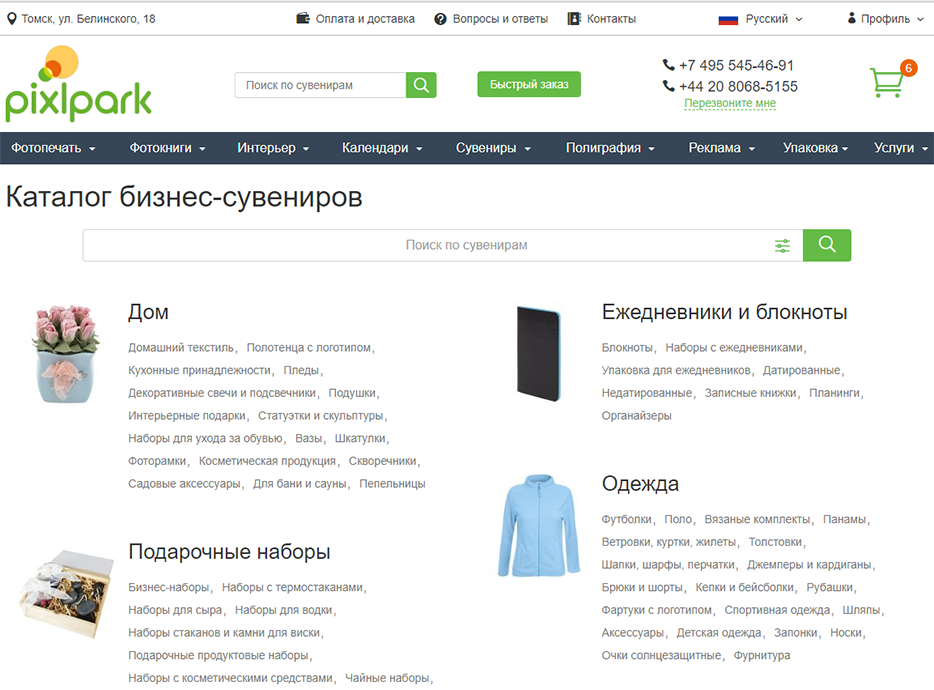 Томск, ул. Белинского, 18
Оплата и доставка
Вопросы и ответы
Контакты
Русский
Профиль
pixlpark
Поиск по сувенирам
Быстрый заказ
+7 495 545-46-91
+44 20 8068-5155
Перезвоните мне
6
Фотопечать
Фотокниги
Интерьер
Календари
Сувениры
Полиграфия
Реклама
Упаковка
Услуги
Каталог бизнес-сувениров
Поиск по сувенирам
Дом
Домашний текстиль, Полотенца с логотипом,
Кухонные принадлежности, Пледы,
Декоративные свечи и подсвечники, Подушки,
Интерьерные подарки, Статуэтки и скульптуры,
Наборы для ухода за обувью, Вазы, Шкатулки,
Фоторамки, Косметическая продукция, Скворечники,
Садовые аксессуары, Для бани и сауны, Пепельницы
Ежедневники и блокноты
Блокноты, Наборы с ежедневниками,
Упаковка для ежедневников, Датированные,
Недатированные, Записные книжки, Планинги,
Органайзеры
Подарочные наборы
Бизнес-наборы, Наборы с термостаканами,
Наборы для сыра, Наборы для водки,
Наборы стаканов и камни для виски,
Подарочные продуктовые наборы,
Наборы с косметическими средствами, Чайные наборы,
Одежда
Футболки, Поло, Вязаные комплекты, Панамы,
Ветровки, куртки, жилеты, Толстовки,
Шапки, шарфы, перчатки, Джемперы и кардиганы,
Брюки и шорты, Кепки и бейсболки, Рубашки,
Фартуки с логотипом, Спортивная одежда, Шляпы,
Аксессуары, Детская одежда, Запонки, Носки,
Очки солнцезащитные, Фурнитура